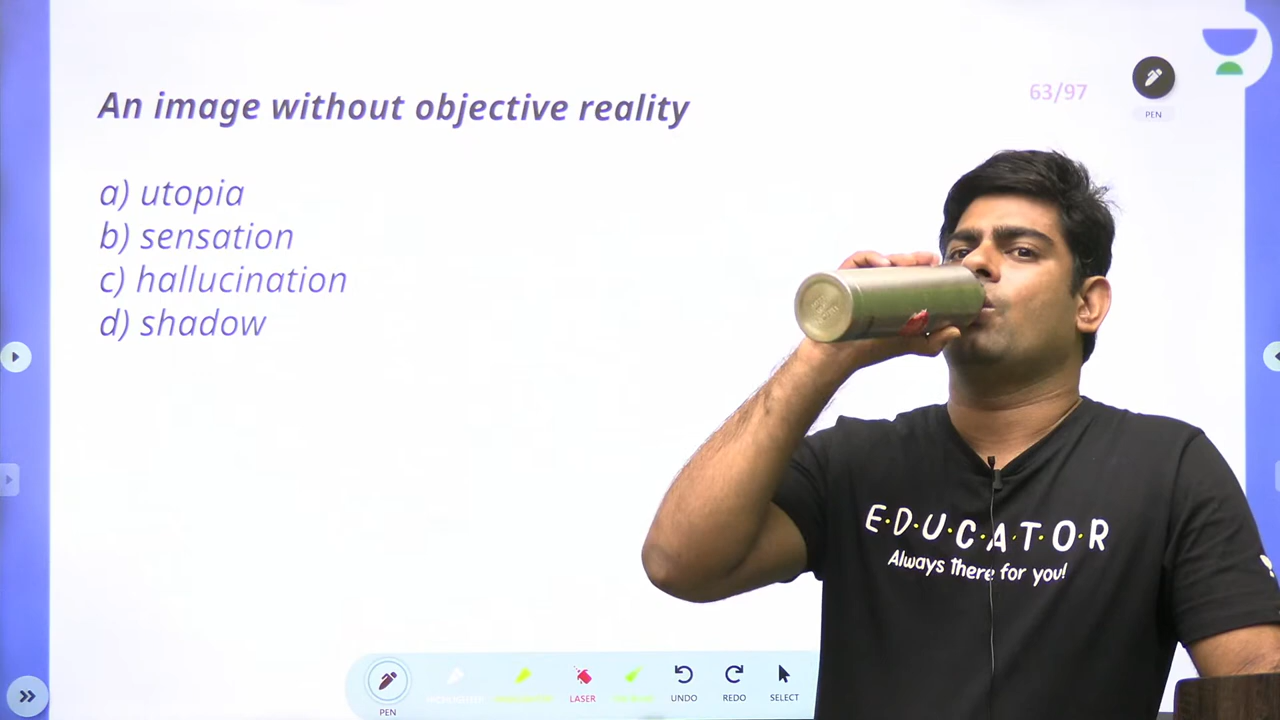 An image without objective reality
63/97
PEN
a) utopia
b) sensation
c) hallucination
d) shadow
E·D·U·C·A·T·O·R
Always there for you!
PEN
HIGHLIGHTER
LASER
UNDO
REDO
SELECT